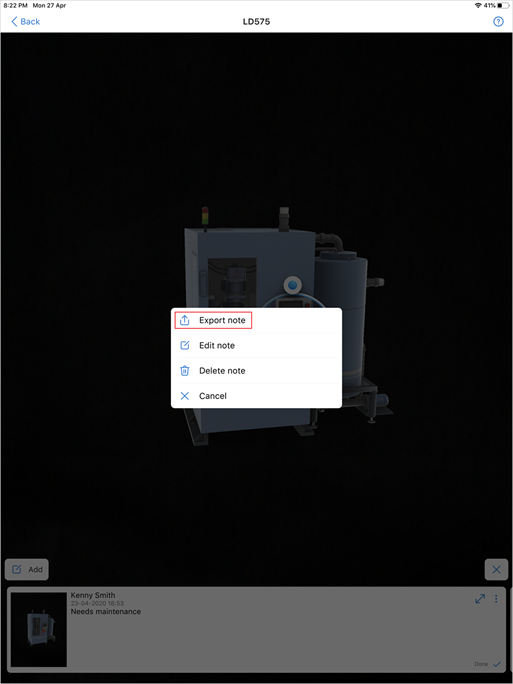 8:22 PM Mon 27 Apr
41%
Back
LD575
Export note
Edit note
Delete note
Cancel
Add
Kenny Smith
23-04-2020 18:53
Needs maintenance
Done